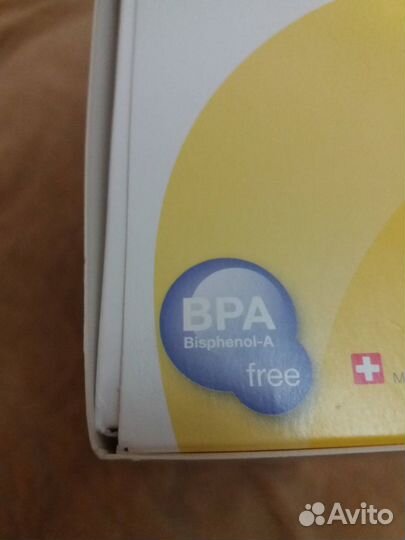 BPA
Bisphenol-A
free
M
Avito